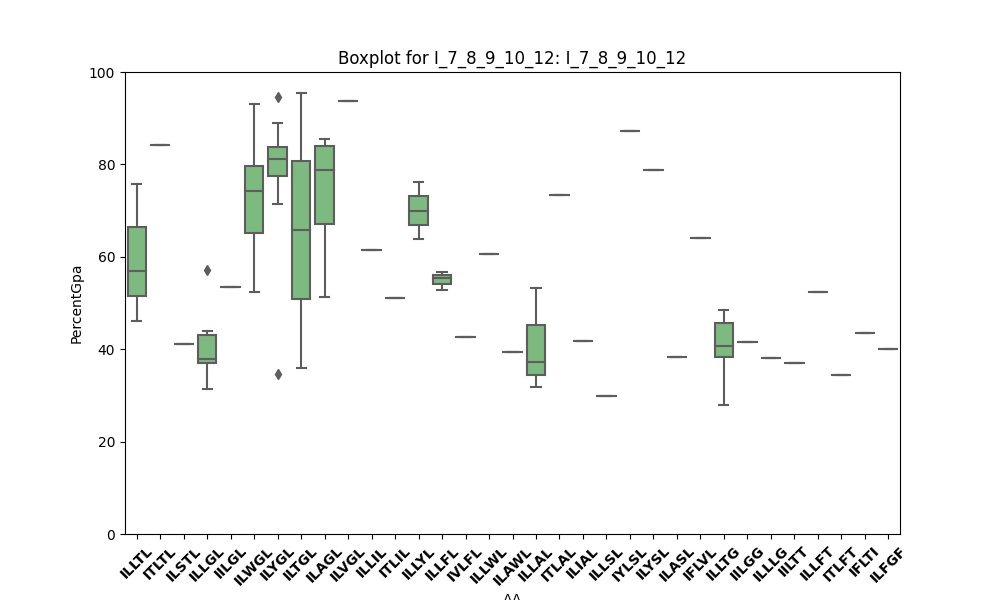 Boxplot for I_7_8_9_10_12: I_7_8_9_10_12
100
80
60
40
20
0
PercentGpa
ILLTL ITLTL ILSTL ILLGL IILGL ILWGL ILYGL ILTGL ILAGL ILVGL ILLIL ITLIL ILLYL ILLFL IVLFL ILLWL ILAWL ILLAL ITLAL ILIAL ILLSL IYLSL ILYSL ILASL IFLVL ILLTG IILGG ILLLG IILTT ILLFT ITLFT IFLTI ILFGF
AA